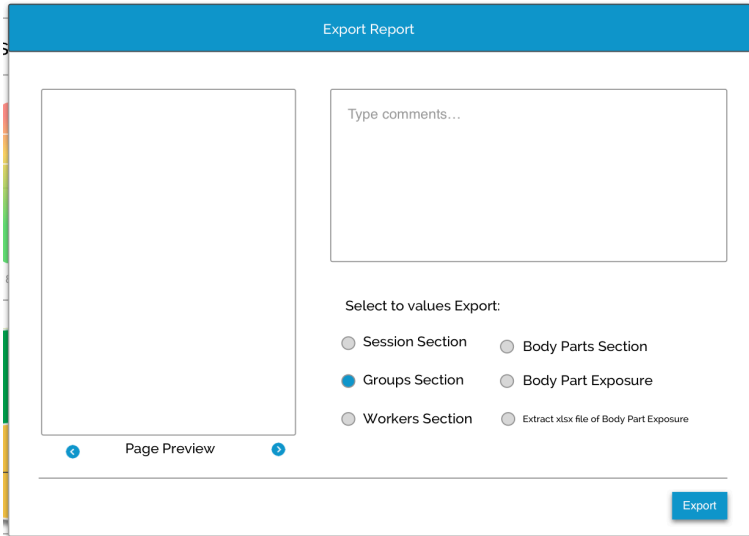 Export Report
Type comments...
Select to values Export:
Session Section
Body Parts Section
Groups Section
Body Part Exposure
Workers Section
Extract xlsx file of Body Part Exposure
Page Preview
Export